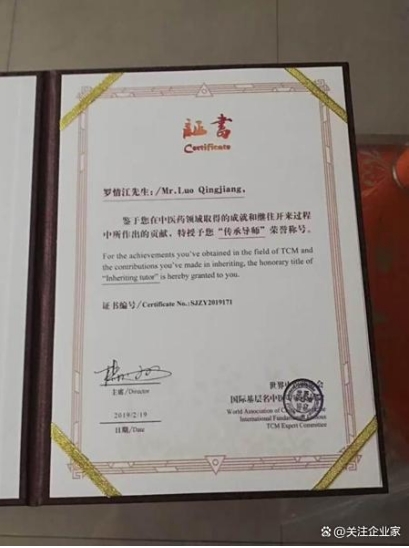 証書
Certificate
罗情江先生:/Mr.Luo Qingjiang,
鉴于您在中医药领域取得的成就和继往开来过程
中所作出的贡献，特授予您“传承导师”荣誉称号。
For the achievements you've obtained in the field of TCM and
the contributions you've made in inheriting, the honorary title of
"Inheriting tutor" is hereby granted to you.
证书编号/Certificate No.:SJZY2019171
主席/Director
2019/2/19
日期/Date
世界
国际基层名中医
World Association of
International
TCM Expert Committee
头条 @关注企业家